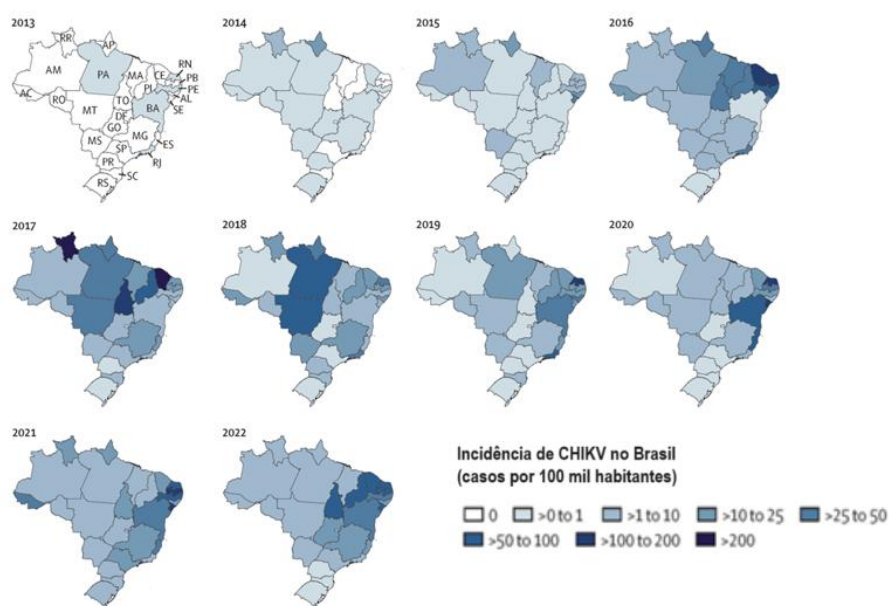 2013
RR
AP
AM
PA
MA
CE
RN
PB
PE
AL
SE
PI
AC
RO
TO
BA
MT
DF
GO
MG
ES
MS
SP
RJ
PR
SC
RS
2014
2015
2016
2017
2018
2019
2020
2021
2022
Incidência de CHIKV no Brasil
(casos por 100 mil habitantes)
0 >0 to 1 >1 to 10 >10 to 25 >25 to 50
>50 to 100 >100 to 200 >200